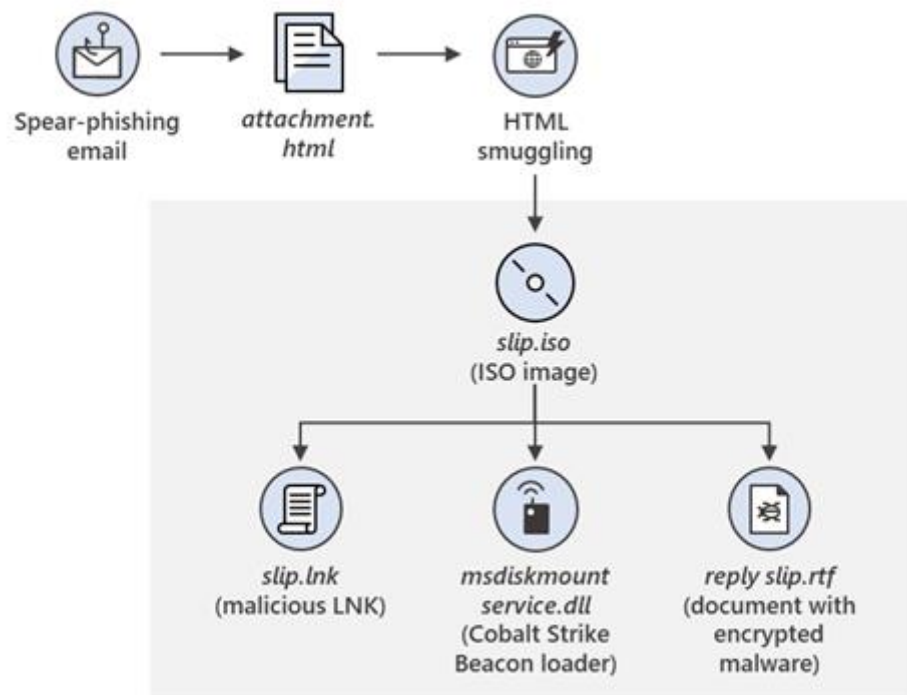 Spear-phishing
email
attachment.
html
HTML
smuggling
slip.iso
(ISO image)
slip.lnk
(malicious LNK)
msdiskmount
service.dll
(Cobalt Strike
Beacon loader)
reply slip.rtf
(document with
encrypted
malware)